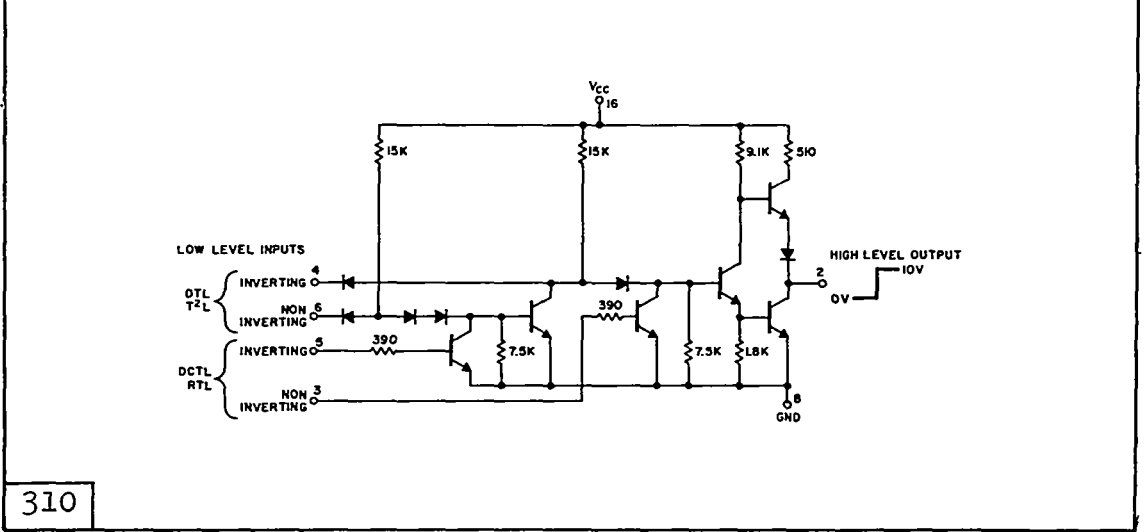 VCC
16
15K
15K
9.1K
510
LOW LEVEL INPUTS
HIGH LEVEL OUTPUT
DTL
T²L
INVERTING 4
NON
INVERTING 6
2
10V
0V
390
390
DCTL
RTL
INVERTING 5
NON
INVERTING 3
7.5K
7.5K
1.8K
8
GND
310